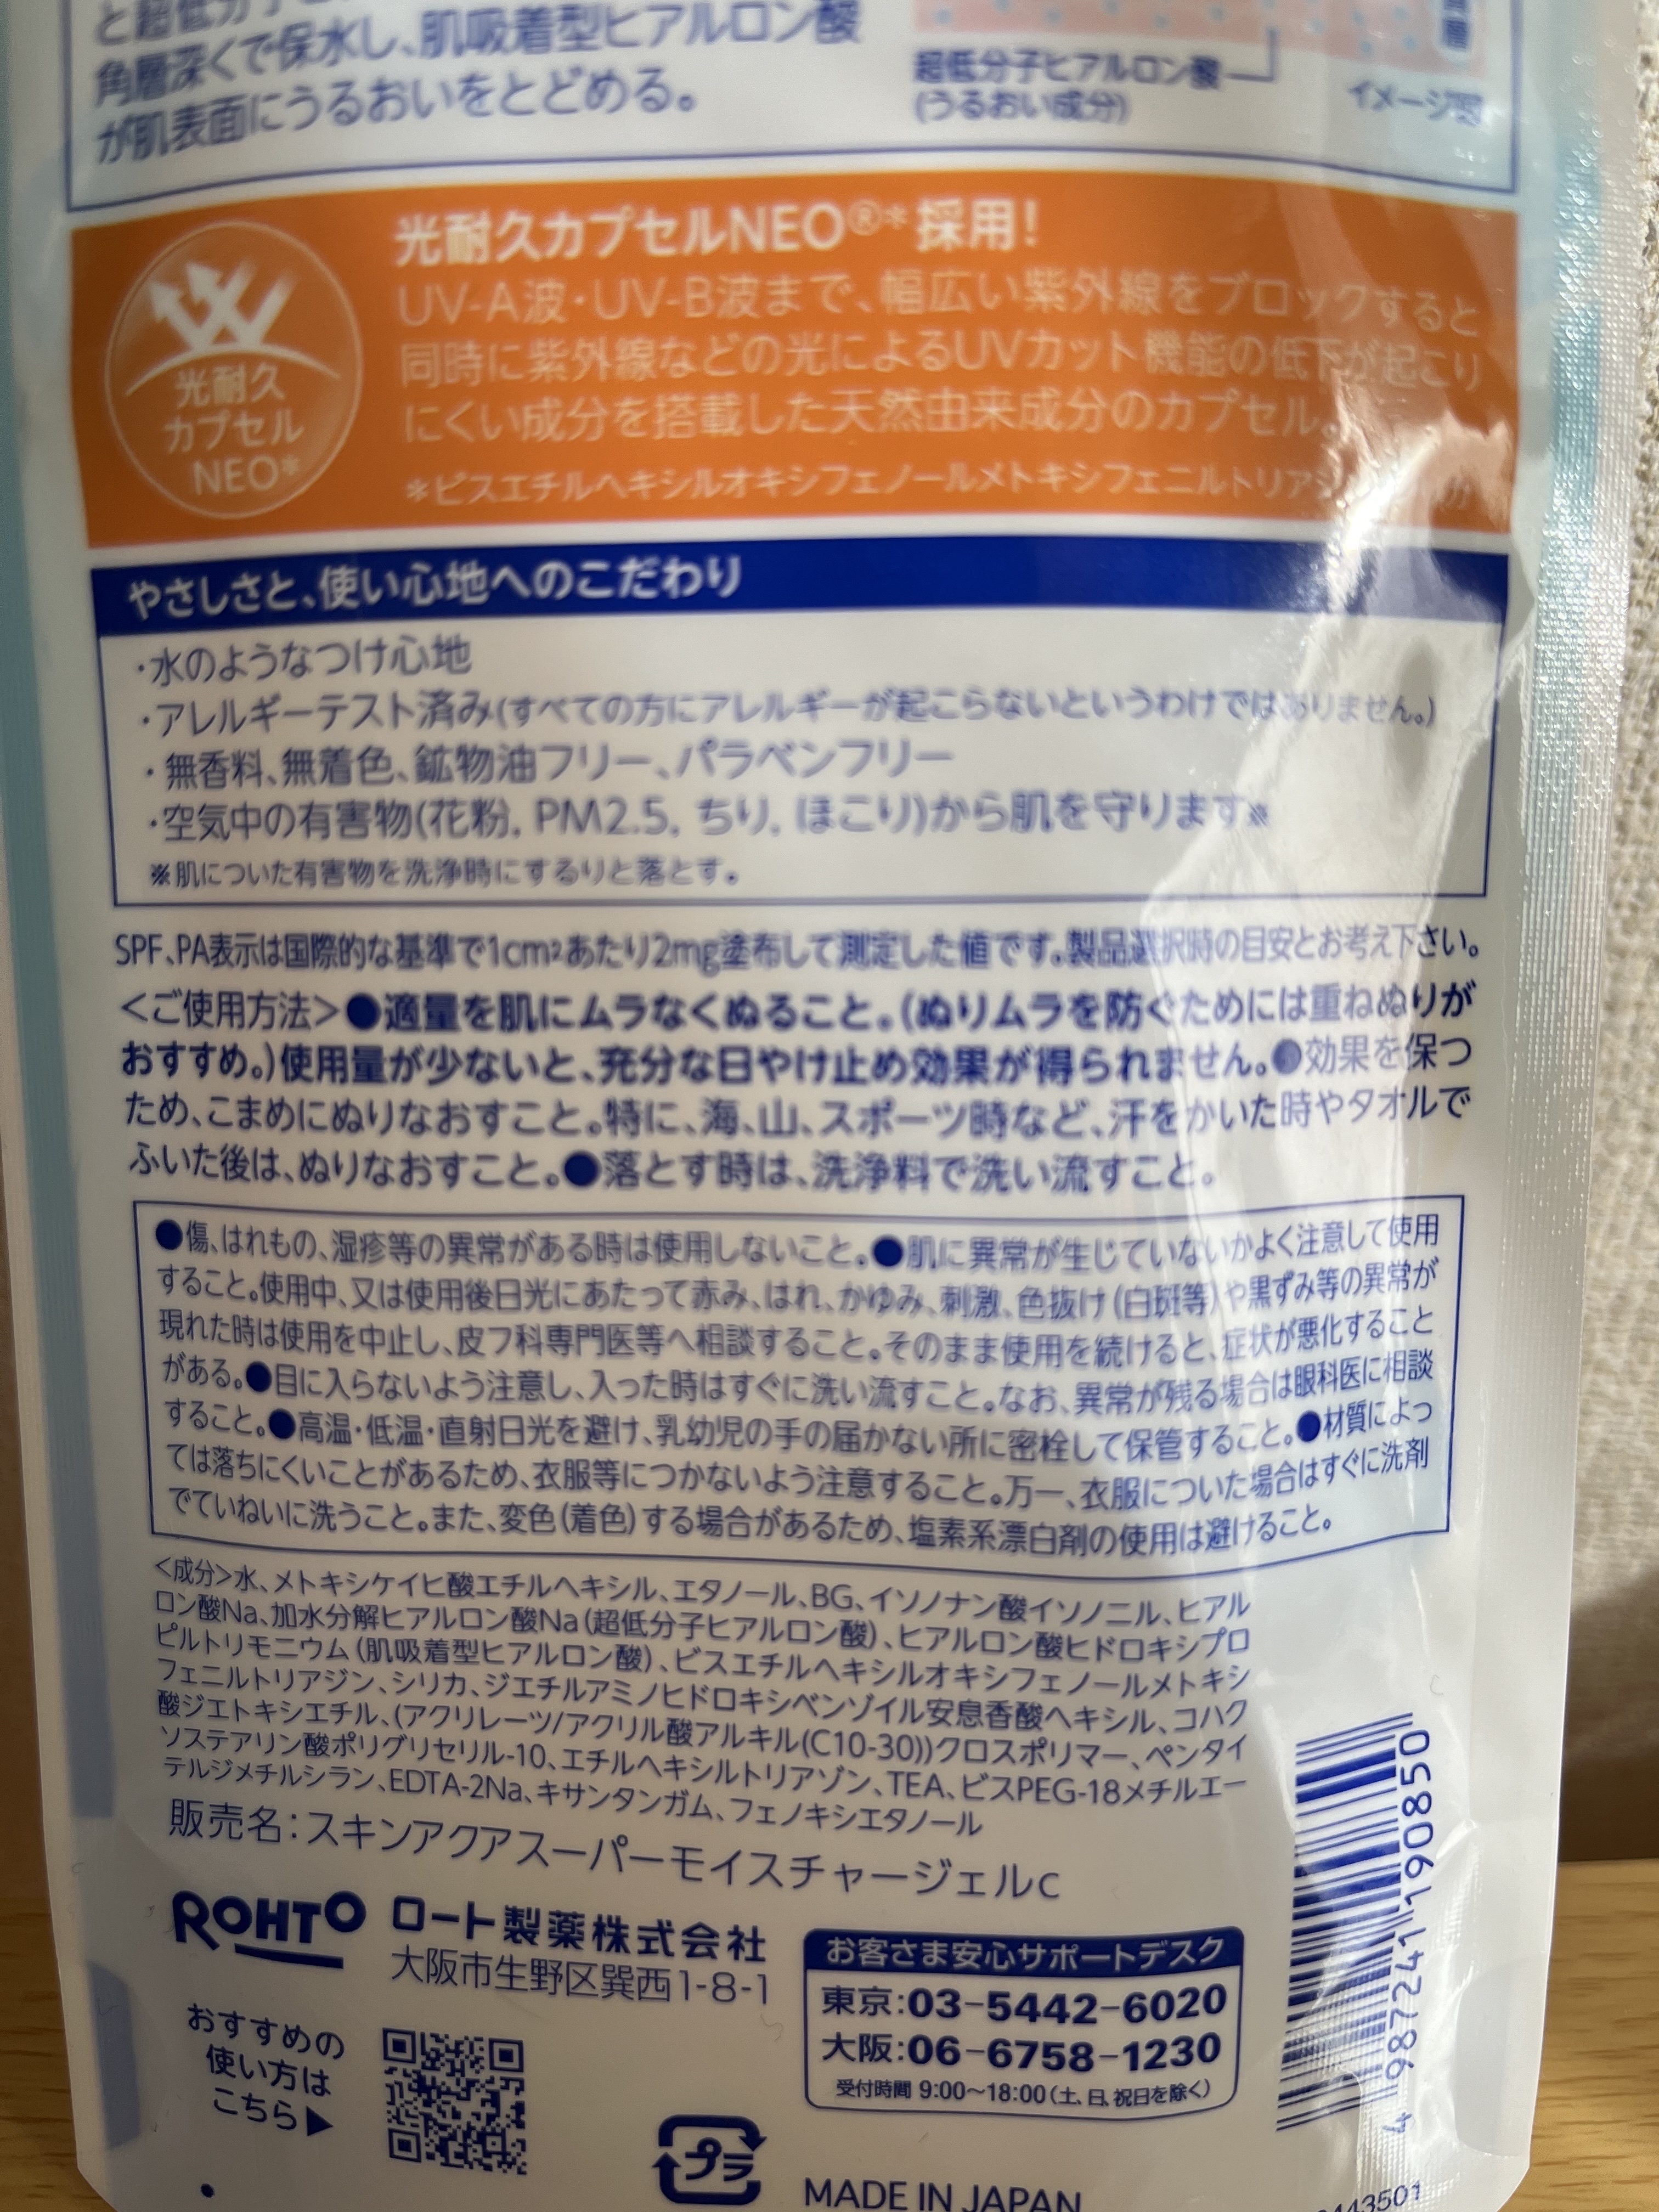 と超低分子ヒ
角層深くで保水し、肌吸着型ヒアルロン酸
が肌表面にうるおいをとどめる。
角層
超低分子ヒアルロン酸
(うるおい成分)
イメージ図
光耐久
カプセル
NEO*
光耐久カプセルNEO®*採用!
UV-A波・UV-B波まで、幅広い紫外線をブロックすると
同時に紫外線などの光によるUVカット機能の低下が起こり
にくい成分を搭載した天然由来成分のカプセル。
*ビスエチルヘキシルオキシフェノールメトキシフェニルトリアジ
やさしさと、使い心地へのこだわり
・水のようなつけ心地
・アレルギーテスト済み(すべての方にアレルギーが起こらないというわけではありません。)
・無香料、無着色、鉱物油フリー、パラベンフリー
・空気中の有害物(花粉, PM2.5, ちり, ほこり)から肌を守ります※
※肌についた有害物を洗浄時にするりと落とす。
SPF、PA表示は国際的な基準で1cm²あたり2mg塗布して測定した値です。製品選択時の目安とお考え下さい。
<ご使用方法>●適量を肌にムラなくぬること。(ぬりムラを防ぐためには重ねぬりが
おすすめ。)使用量が少ないと、充分な日やけ止め効果が得られません。●効果を保つ
ため、こまめにぬりなおすこと。特に、海、山、スポーツ時など、汗をかいた時やタオルで
ふいた後は、ぬりなおすこと。●落とす時は、洗浄料で洗い流すこと。
●傷、はれもの、湿疹等の異常がある時は使用しないこと。●肌に異常が生じていないかよく注意して使用
すること。使用中、又は使用後日光にあたって赤み、はれ、かゆみ、刺激、色抜け(白斑等)や黒ずみ等の異常が
現れた時は使用を中止し、皮フ科専門医等へ相談すること。そのまま使用を続けると、症状が悪化すること
がある。●目に入らないよう注意し、入った時はすぐに洗い流すこと。なお、異常が残る場合は眼科医に相談
すること。●高温・低温・直射日光を避け、乳幼児の手の届かない所に密栓して保管すること。●材質によっ
ては落ちにくいことがあるため、衣服等につかないよう注意すること。万一、衣服についた場合はすぐに洗剤
でていねいに洗うこと。また、変色(着色)する場合があるため、塩素系漂白剤の使用は避けること。
<成分>水、メトキシケイヒ酸エチルヘキシル、エタノール、BG、イソノナン酸イソノニル、ヒアル
ロン酸Na、加水分解ヒアルロン酸Na(超低分子ヒアルロン酸)、ヒアルロン酸ヒドロキシプロ
ピルトリモニウム(肌吸着型ヒアルロン酸)、ビスエチルヘキシルオキシフェノールメトキシ
フェニルトリアジン、シリカ、ジエチルアミノヒドロキシベンゾイル安息香酸ヘキシル、コハク
酸ジエトキシエチル、(アクリレーツ/アクリル酸アルキル(C10-30))クロスポリマー、ペンタイ
ソステアリン酸ポリグリセリル-10、エチルヘキシルトリアゾン、TEA、ビスPEG-18メチルエー
テルジメチルシラン、EDTA-2Na、キサンタンガム、フェノキシエタノール
販売名：スキンアクアスーパーモイスチャージェルc
ROHTO
ロート製薬株式会社
大阪市生野区巽西1-8-1
お客さま安心サポートデスク
東京:03-5442-6020
大阪:06-6758-1230
受付時間 9:00〜18:00(土、日、祝日を除く)
おすすめの
使い方は
こちら▶
プラ
MADE IN JAPAN
4 987241 190850
443501